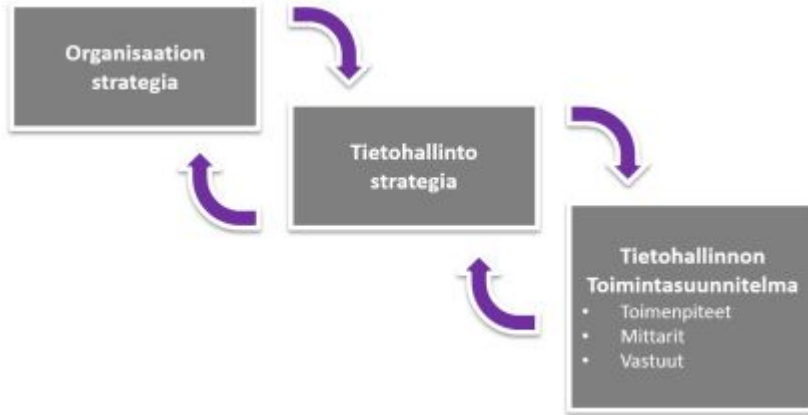 Organisaation
strategia
Tietohallinto
strategia
Tietohallinnon
Toimintasuunnitelma
• Toimenpiteet
• Mittarit
• Vastuut